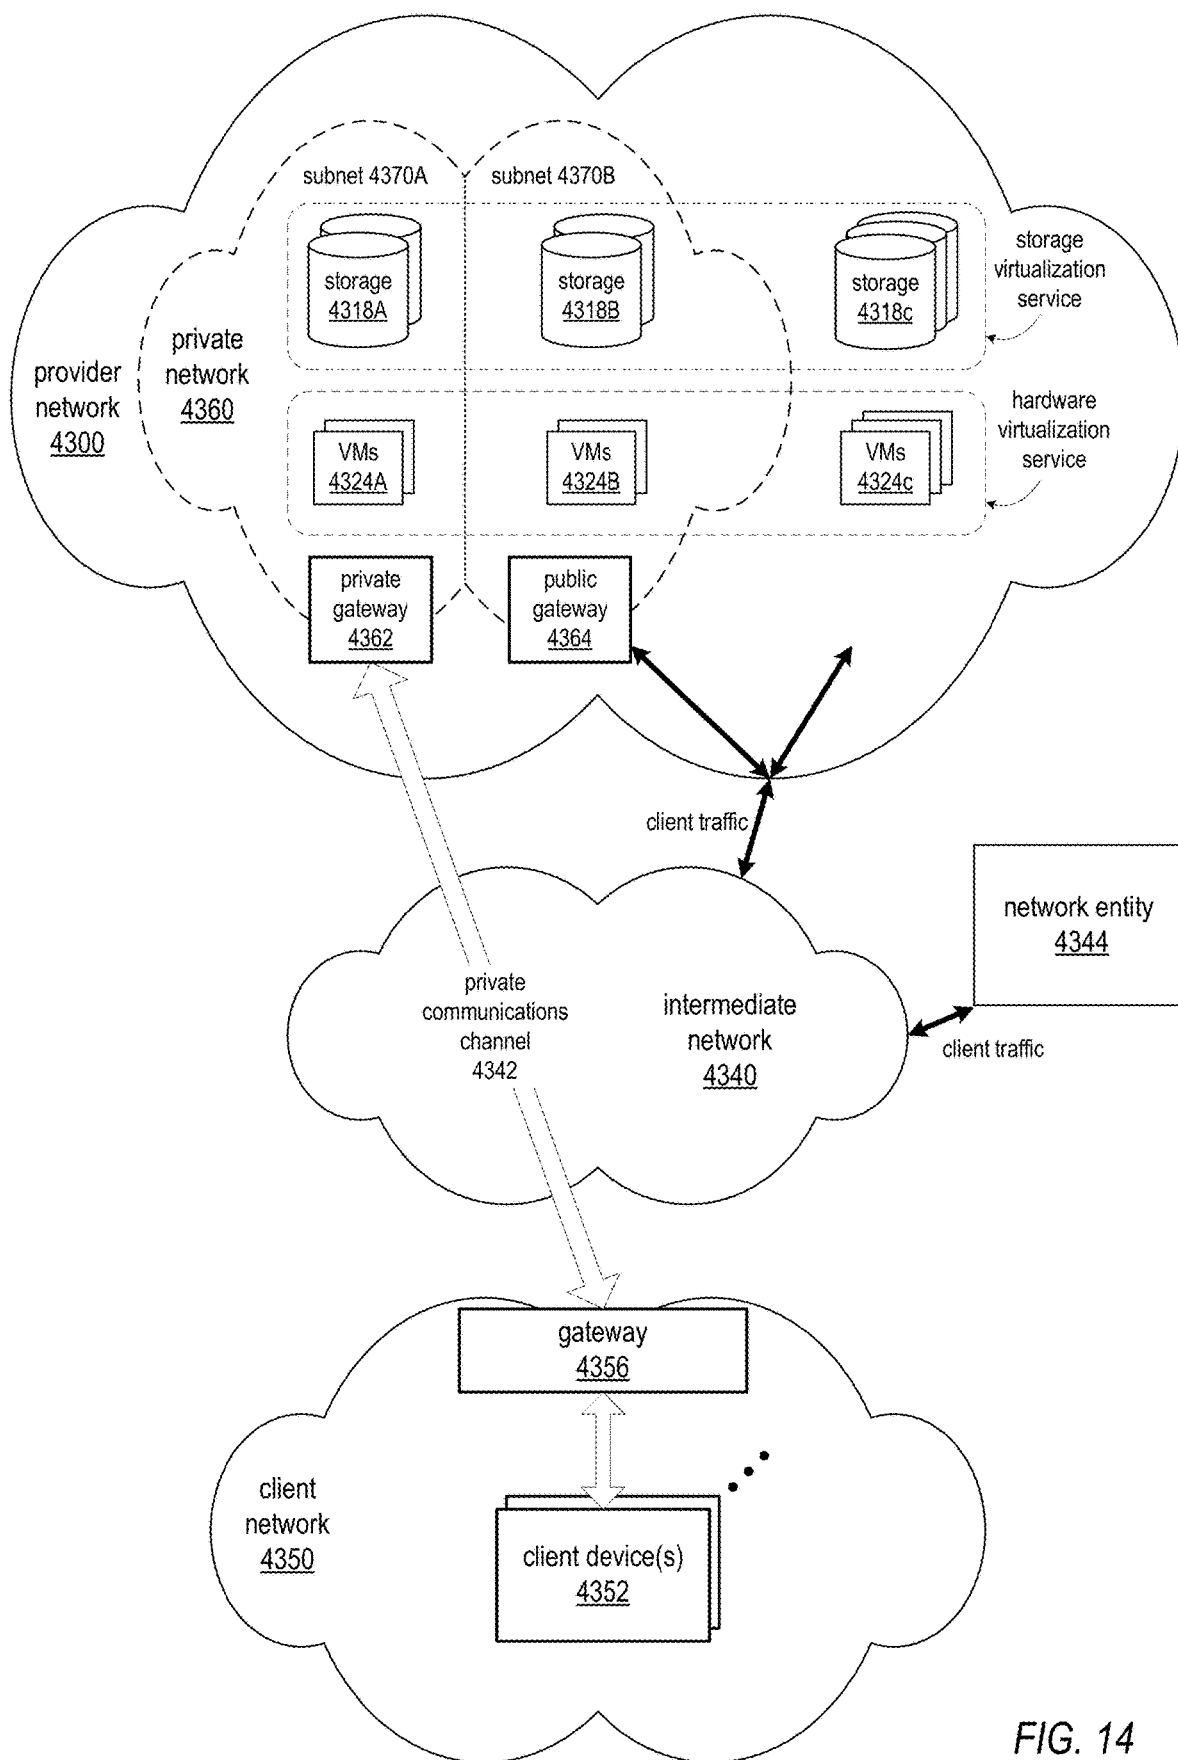 subnet 4370A
subnet 4370B
storage
4318A
storage
4318B
storage
4318c
storage
virtualization
service
private
network
4360
provider
network
4300
VMs
4324A
VMs
4324B
VMs
4324c
hardware
virtualization
service
private
gateway
4362
public
gateway
4364
client traffic
network entity
4344
private
communications
channel
4342
intermediate
network
4340
client traffic
gateway
4356
client
network
4350
client device(s)
4352
FIG. 14